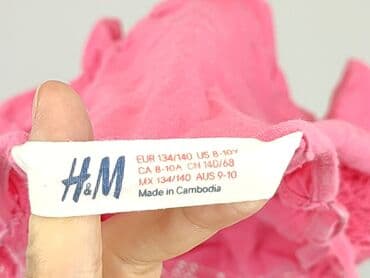 H&M
EUR 134/140 US 8-10Y
CA 8-10A CN 140/68
MX 134/140 AUS 9-10
Made in Cambodia